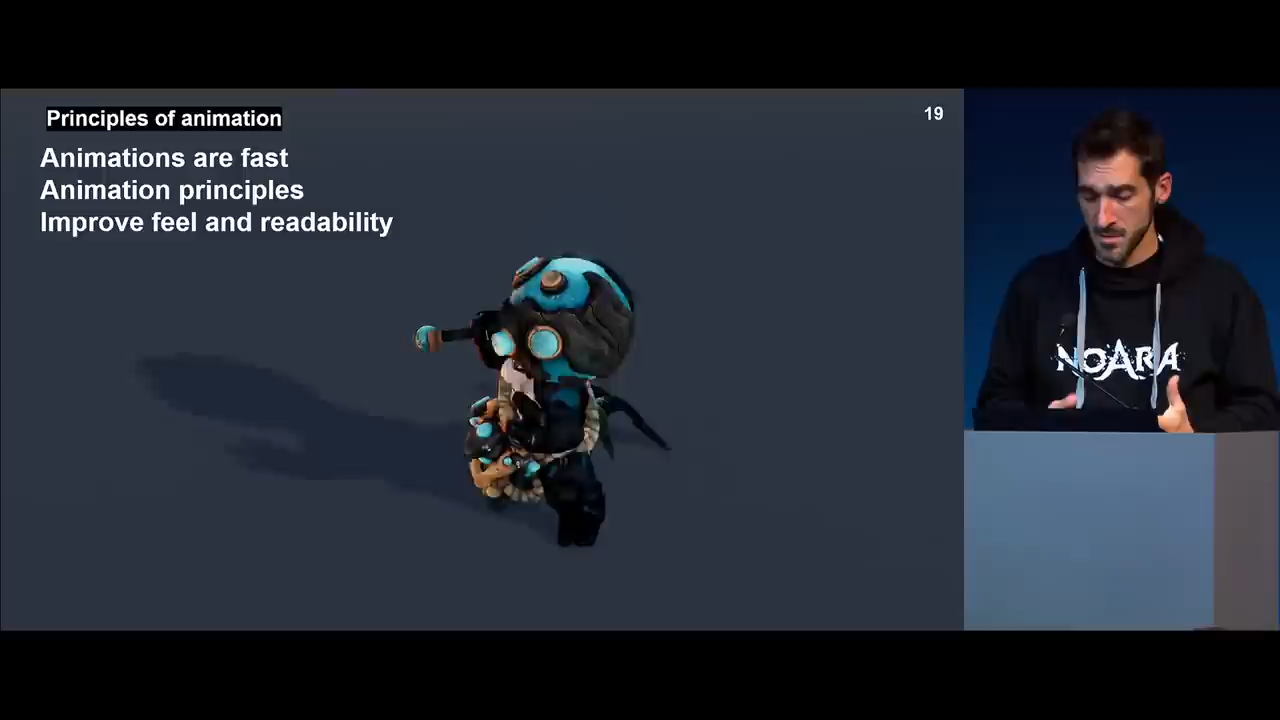 Principles of animation
19
Animations are fast
Animation principles
Improve feel and readability
NOARA